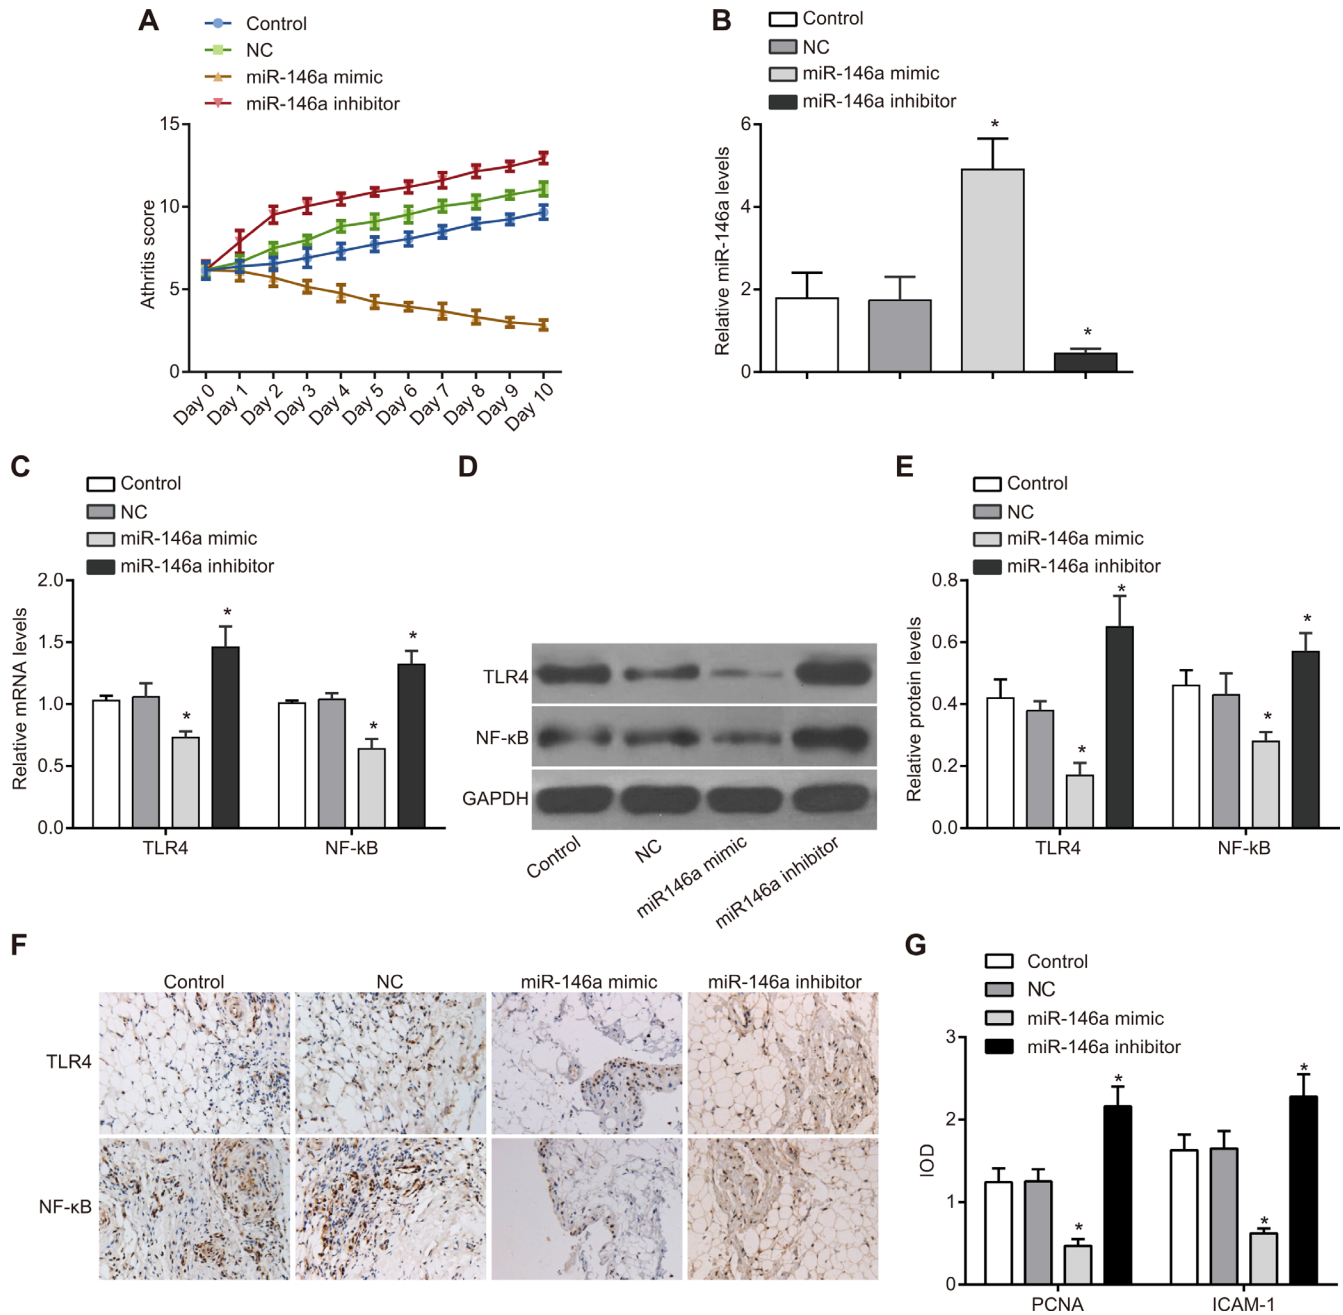 A
Control
NC
miR-146a mimic
miR-146a inhibitor
15
10
5
0
Athritis score
Day 0
Day 1
Day 2
Day 3
Day 4
Day 5
Day 6
Day 7
Day 8
Day 9
Day 10
B
Control
NC
miR-146a mimic
miR-146a inhibitor
6
4
2
0
Relative miR-146a levels
*
*
C
Control
NC
miR-146a mimic
miR-146a inhibitor
2.0
1.5
1.0
0.5
0.0
Relative mRNA levels
*
*
*
*
TLR4
NF-kB
D
TLR4
NF-κB
GAPDH
Control
NC
miR146a mimic
miR146a inhibitor
E
Control
NC
miR-146a mimic
miR-146a inhibitor
0.8
0.6
0.4
0.2
0.0
Relative protein levels
*
*
*
*
TLR4
NF-kB
F
Control
NC
miR-146a mimic
miR-146a inhibitor
TLR4
NF-κB
G
Control
NC
miR-146a mimic
miR-146a inhibitor
3
2
1
0
IOD
*
*
*
*
PCNA
ICAM-1